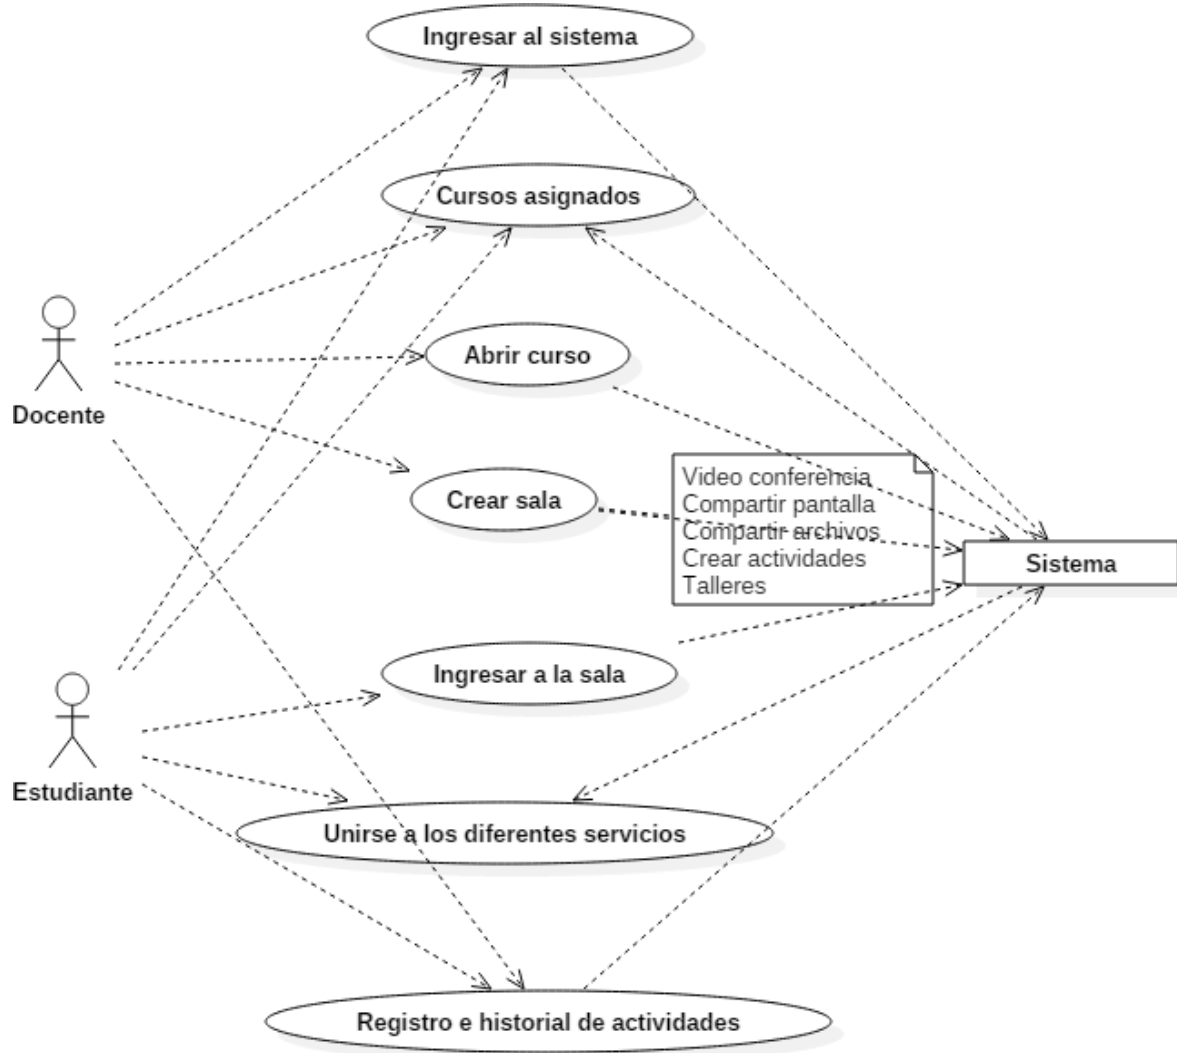 Ingresar al sistema
Cursos asignados
Abrir curso
Docente
Crear sala
Video conferencia
Compartir pantalla
Compartir archivos
Crear actividades
Talleres
Sistema
Ingresar a la sala
Estudiante
Unirse a los diferentes servicios
Registro e historial de actividades